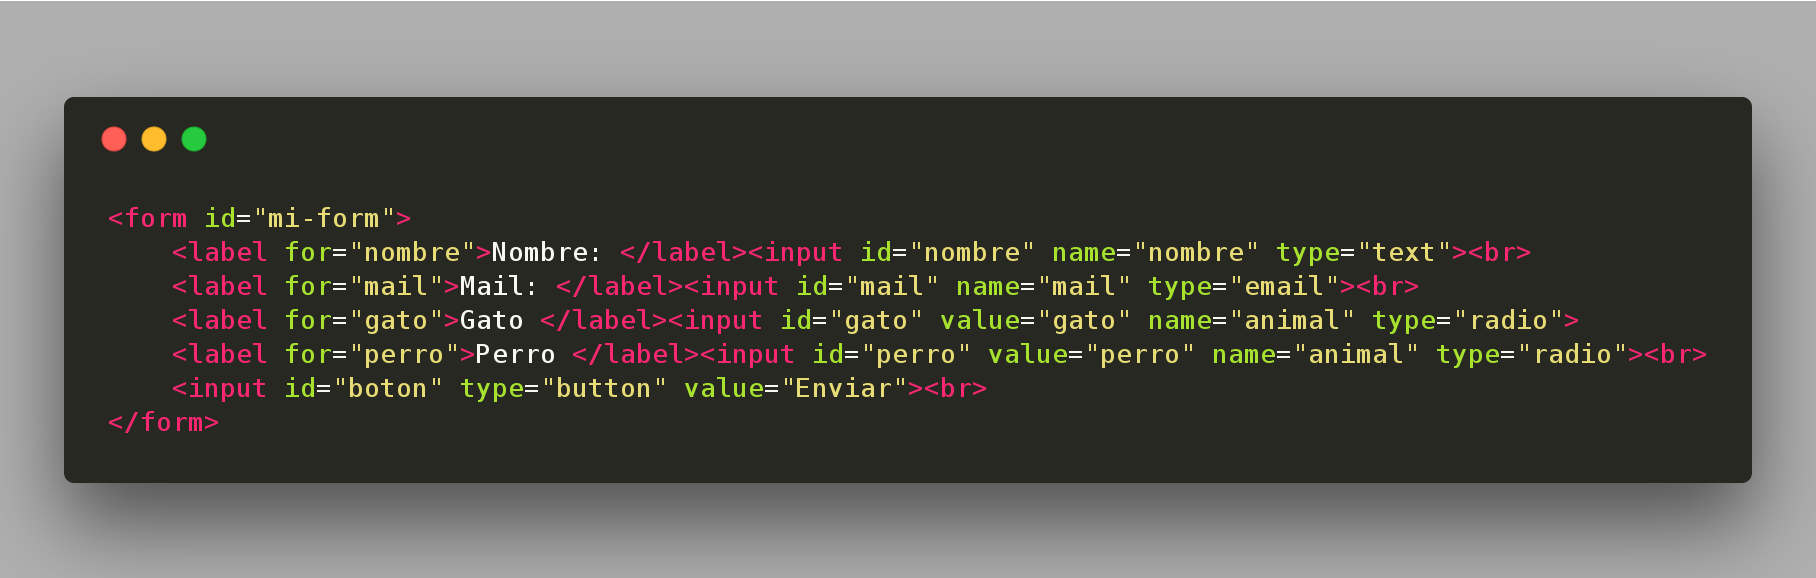 <form id="mi-form">
    <label for="nombre">Nombre: </label><input id="nombre" name="nombre" type="text"><br>
    <label for="mail">Mail: </label><input id="mail" name="mail" type="email"><br>
    <label for="gato">Gato </label><input id="gato" value="gato" name="animal" type="radio">
    <label for="perro">Perro </label><input id="perro" value="perro" name="animal" type="radio"><br>
    <input id="boton" type="button" value="Enviar"><br>
</form>